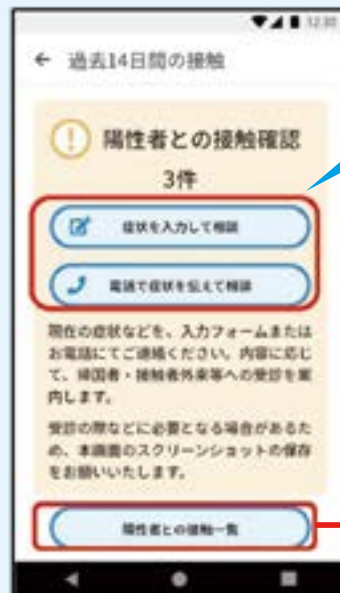 12:30
← 過去14日間の接触
陽性者との接触確認
3件
症状を入力して相談
電話で症状を伝えて相談
現在の症状などを、入力フォームまたは
お電話にてご連絡ください。内容に応じ
て、帰国者・接触者外来等への受診を案
内します。
受診の際などに必要となる場合があるた
め、本画面のスクリーンショットの保存
をお願いいたします。
陽性者との接触一覧